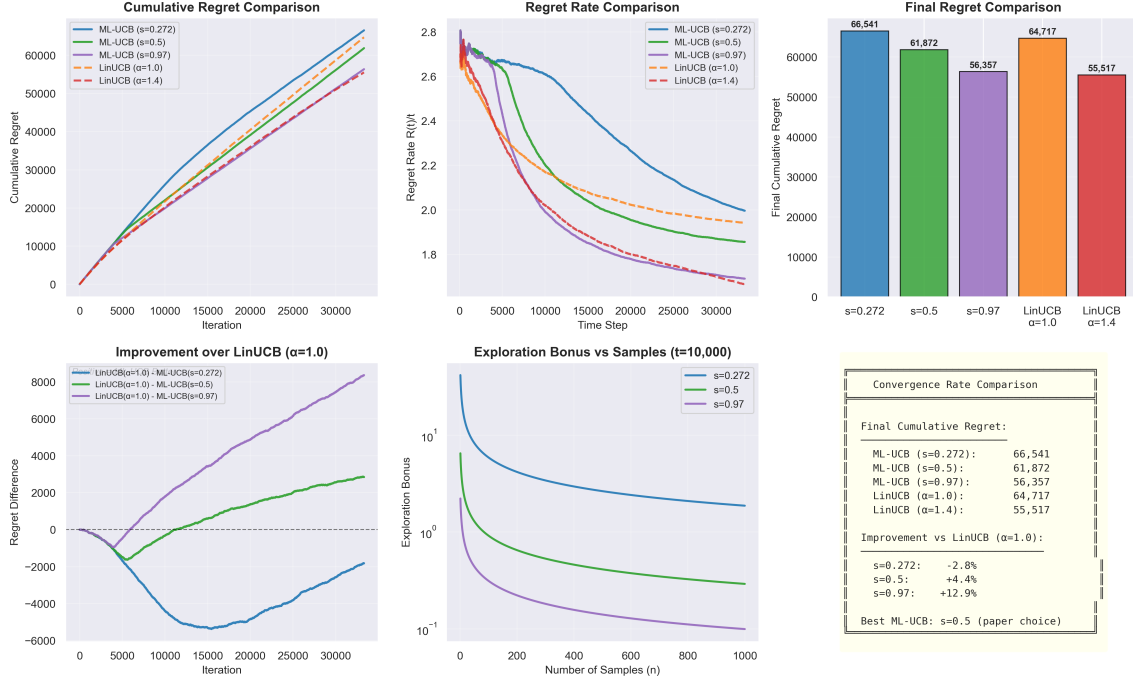 Cumulative Regret Comparison
Cumulative Regret
60000
50000
40000
30000
20000
10000
0
ML-UCB (s=0.272)
ML-UCB (s=0.5)
ML-UCB (s=0.97)
LinUCB (α=1.0)
LinUCB (α=1.4)
0 5000 10000 15000 20000 25000 30000
Iteration
Regret Rate Comparison
Regret Rate R(t)/t
2.8
2.6
2.4
2.2
2.0
1.8
ML-UCB (s=0.272)
ML-UCB (s=0.5)
ML-UCB (s=0.97)
LinUCB (α=1.0)
LinUCB (α=1.4)
0 5000 10000 15000 20000 25000 30000
Time Step
Final Regret Comparison
Final Cumulative Regret
60000
50000
40000
30000
20000
10000
0
66,541
61,872
56,357
64,717
55,517
s=0.272 s=0.5 s=0.97 LinUCB α=1.0 LinUCB α=1.4
Improvement over LinUCB (α=1.0)
Regret Difference
8000
6000
4000
2000
0
−2000
−4000
−6000
LinUCB(α=1.0) - ML-UCB(s=0.272)
LinUCB(α=1.0) - ML-UCB(s=0.5)
LinUCB(α=1.0) - ML-UCB(s=0.97)
0 5000 10000 15000 20000 25000 30000
Iteration
Exploration Bonus vs Samples (t=10,000)
Exploration Bonus
10¹
10⁰
10⁻¹
s=0.272
s=0.5
s=0.97
0 200 400 600 800 1000
Number of Samples (n)
Convergence Rate Comparison
Final Cumulative Regret:
ML-UCB (s=0.272): 66,541
ML-UCB (s=0.5): 61,872
ML-UCB (s=0.97): 56,357
LinUCB (α=1.0): 64,717
LinUCB (α=1.4): 55,517
Improvement vs LinUCB (α=1.0):
s=0.272: -2.8%
s=0.5: +4.4%
s=0.97: +12.9%
Best ML-UCB: s=0.5 (paper choice)